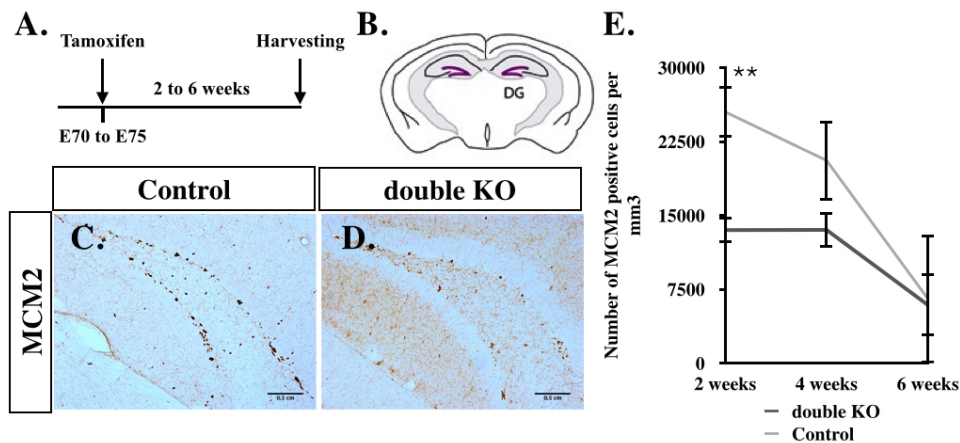 A.
Tamoxifen
Harvesting
2 to 6 weeks
E70 to E75
B.
DG
Control
double KO
MCM2
C.
D.
0.5 cm
0.5 cm
E.
Number of MCM2 positive cells per
mm3
30000
22500
15000
7500
0
**
2 weeks
4 weeks
6 weeks
double KO
Control